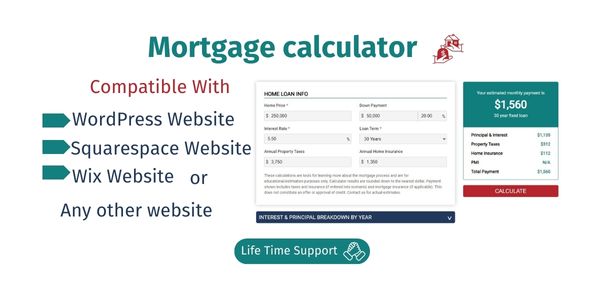 Mortgage calculator
Compatible With
WordPress Website
Squarespace Website
Wix Website or
Any other website
HOME LOAN INFO
Home Price * Down Payment
$ 250,000 $ 50,000 20.00 %
Interest Rate * Loan Term *
5.50 % 30 Years
Annual Property Taxes Annual Home Insurance
$ 3,750 $ 1,350
These calculations are tools for learning more about the mortgage process and are for
educational/estimation purposes only. Calculator results are rounded down to the nearest dollar. Payment
shown includes taxes and insurance (if entered into scenario) and mortgage insurance (if applicable). This
does not constitute an offer or approval of credit. Contact us for actual estimates.
INTEREST & PRINCIPAL BREAKDOWN BY YEAR
Your estimated monthly payment is:
$1,560
30 year fixed loan
Principal & Interest $1,135
Property Taxes $312
Home Insurance $112
PMI N/A
Total Payment $1,560
CALCULATE
Life Time Support